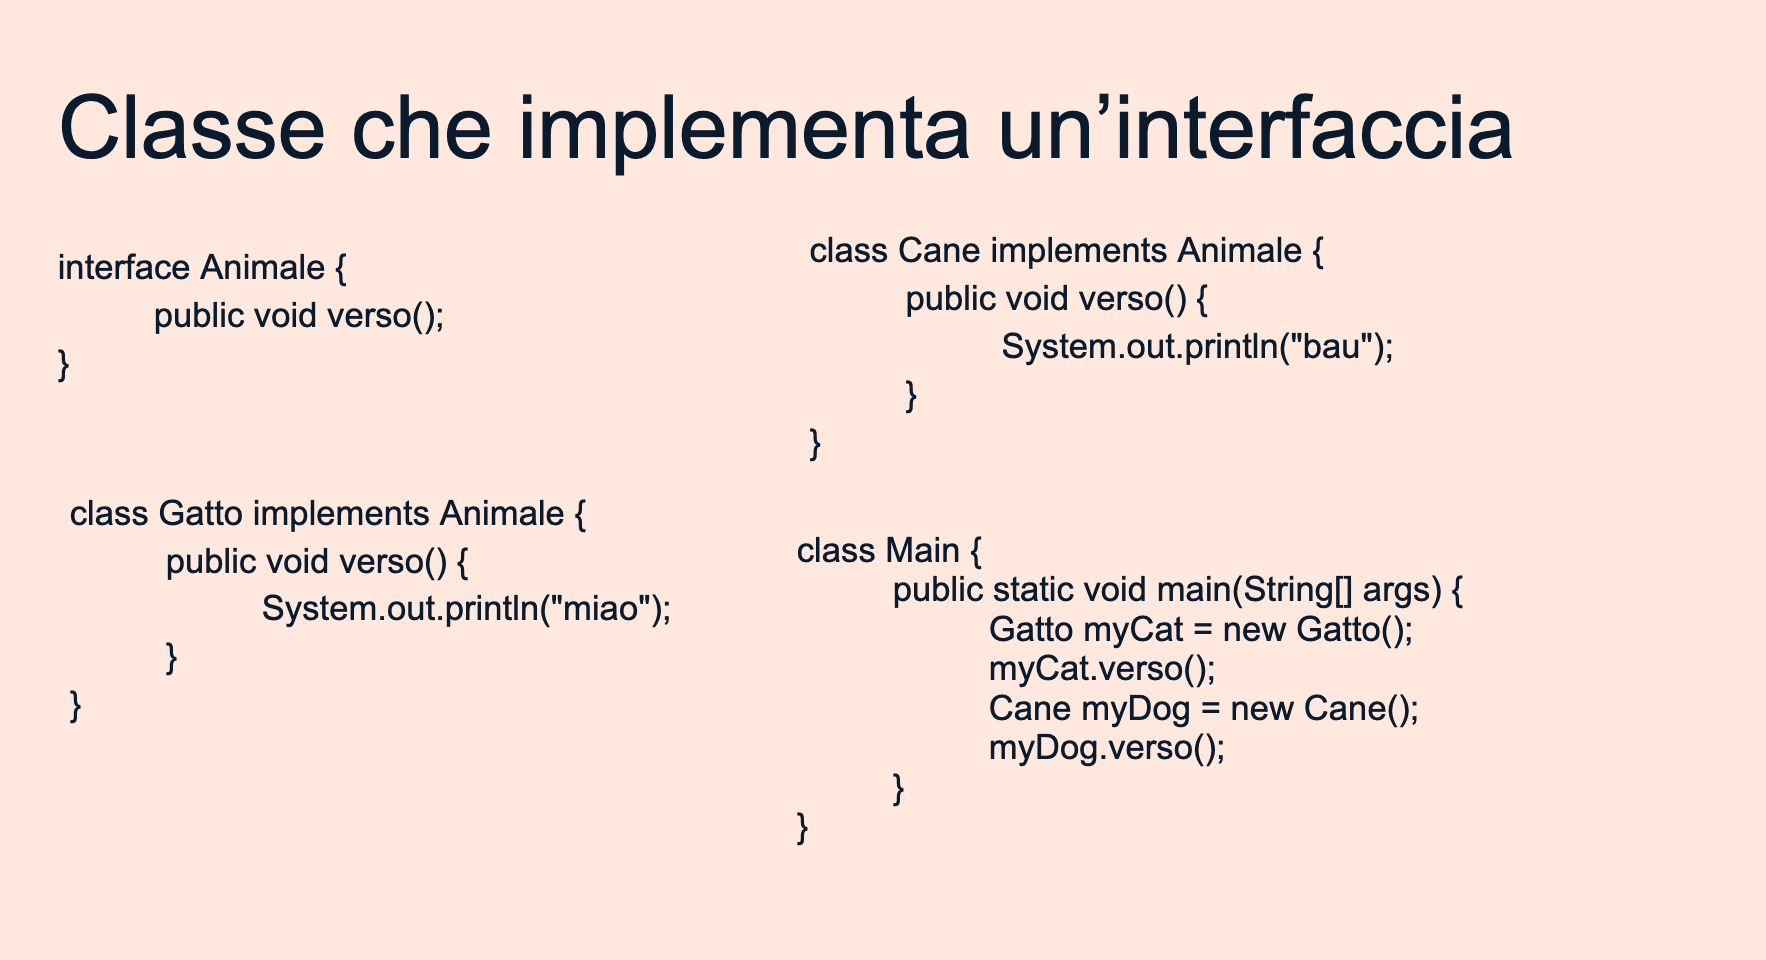 Classe che implementa un’interfaccia
interface Animale {
public void verso();
}
class Gatto implements Animale {
public void verso() {
System.out.println("miao");
}
}
class Cane implements Animale {
public void verso() {
System.out.println("bau");
}
}
class Main {
public static void main(String[] args) {
Gatto myCat = new Gatto();
myCat.verso();
Cane myDog = new Cane();
myDog.verso();
}
}